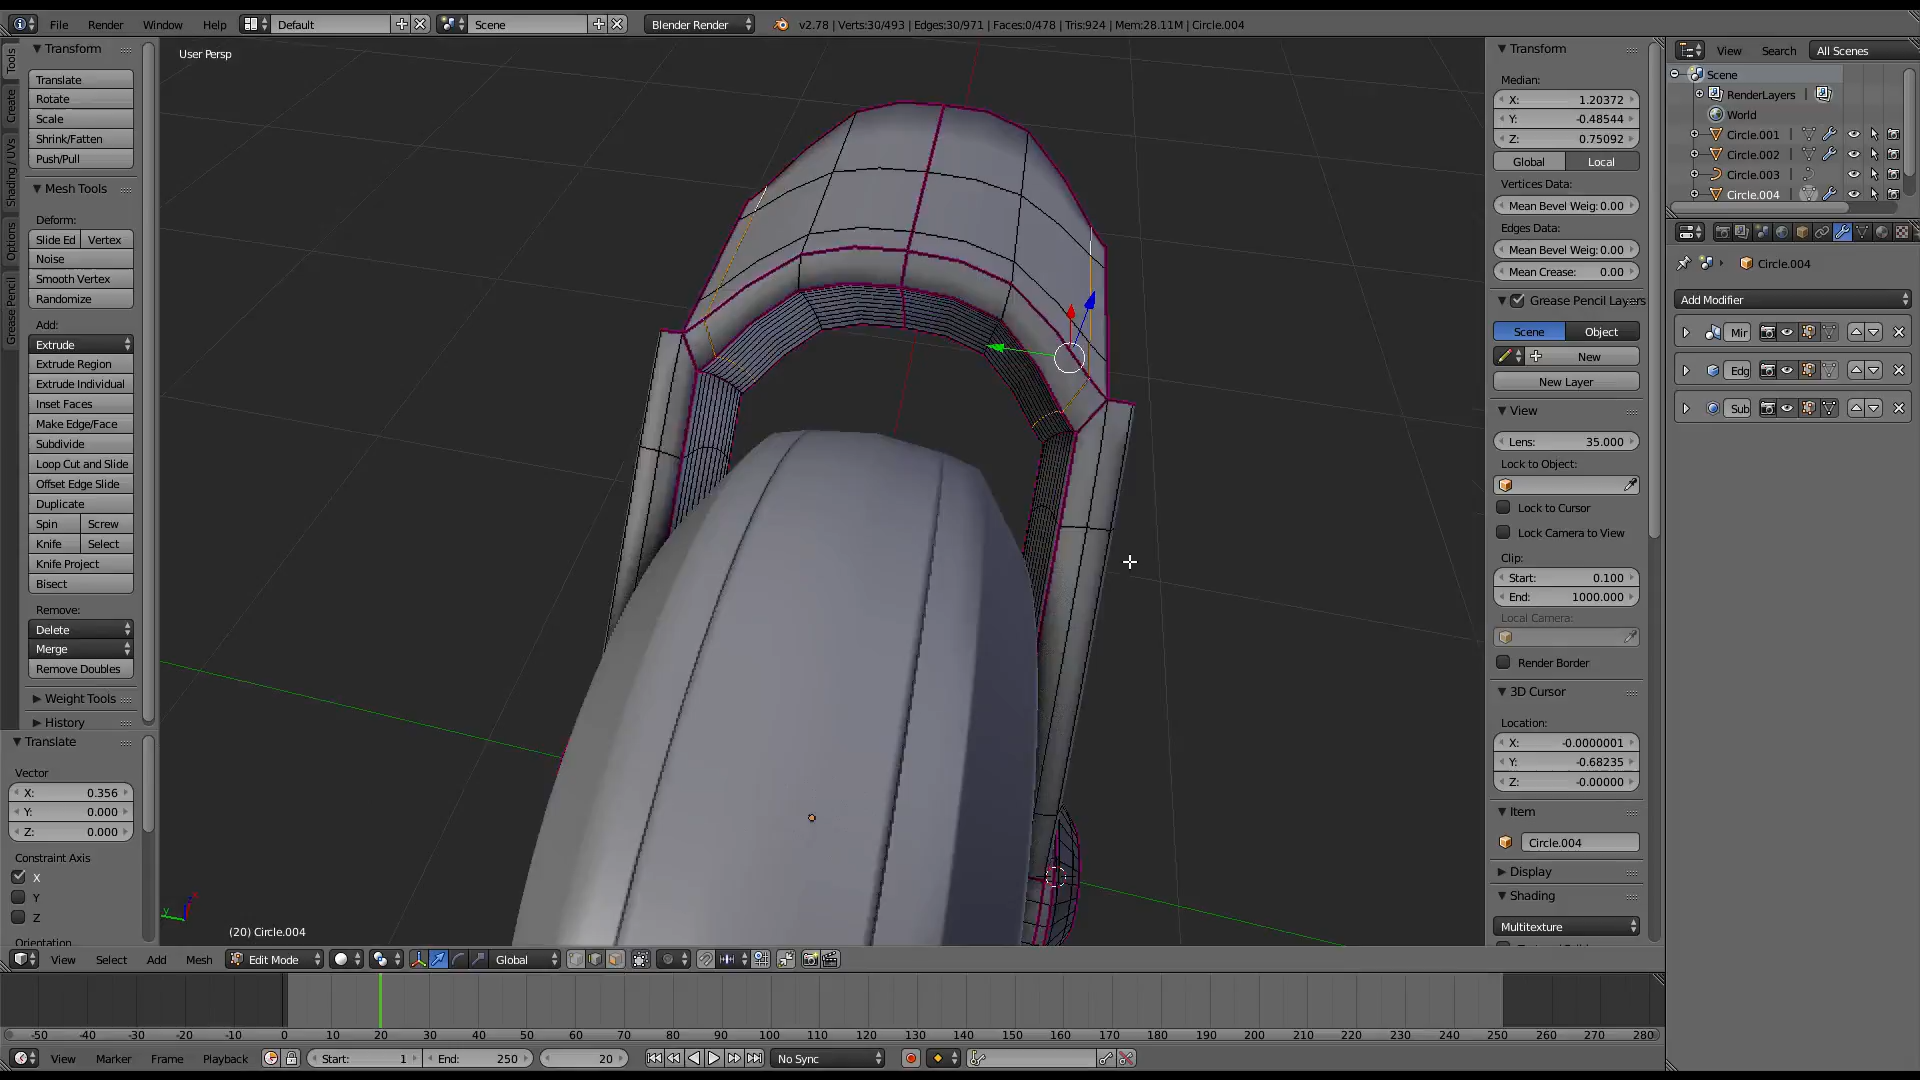 File Render Window Help Default Scene Blender Render v2.78 | Verts:30/493 | Edges:30/971 | Faces:0/478 | Tris:924 | Mem:28.11M | Circle.004
Tools
Create
Shading / UVs
Options
Grease Pencil
Transform
Translate
Rotate
Scale
Shrink/Fatten
Push/Pull
Mesh Tools
Deform:
Slide Ed Vertex
Noise
Smooth Vertex
Randomize
Add:
Extrude
Extrude Region
Extrude Individual
Inset Faces
Make Edge/Face
Subdivide
Loop Cut and Slide
Offset Edge Slide
Duplicate
Spin Screw
Knife Select
Knife Project
Bisect
Remove:
Delete
Merge
Remove Doubles
Weight Tools
History
Translate
Vector
X: 0.356
Y: 0.000
Z: 0.000
Constraint Axis
X
Y
Z
Orientation
User Persp
(20) Circle.004
Transform
Median:
X: 1.20372
Y: -0.48544
Z: 0.75092
Global Local
Vertices Data:
Mean Bevel Weig: 0.00
Edges Data:
Mean Bevel Weig: 0.00
Mean Crease: 0.00
Grease Pencil Layers
Scene Object
New
New Layer
View
Lens: 35.000
Lock to Object:
Lock to Cursor
Lock Camera to View
Clip:
Start: 0.100
End: 1000.000
Local Camera:
Render Border
3D Cursor
Location:
X: -0.0000001
Y: -0.68235
Z: -0.00000
Item
Circle.004
Display
Shading
Multitexture
View Search All Scenes
Scene
RenderLayers
World
Circle.001
Circle.002
Circle.003
Circle.004
Circle.004
Add Modifier
Mir
Edg
Sub
View Select Add Mesh Edit Mode Global
-50 -40 -30 -20 -10 0 10 20 30 40 50 60 70 80 90 100 110 120 130 140 150 160 170 180 190 200 210 220 230 240 250 260 270 280
View Marker Frame Playback Start: 1 End: 250 20 No Sync